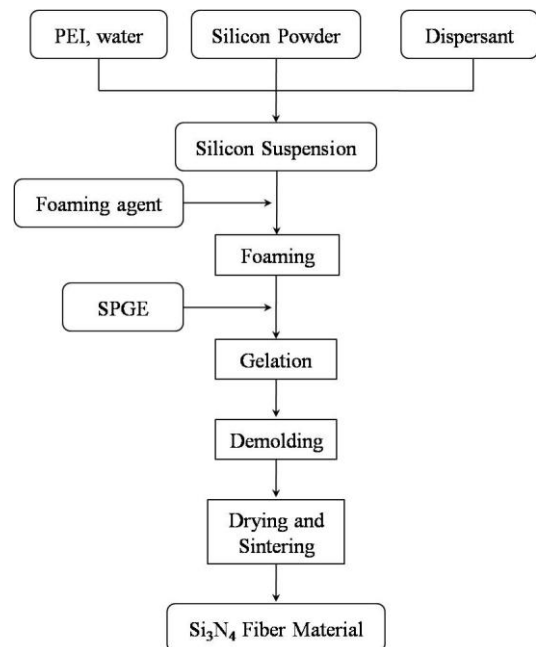 PEI, water
Silicon Powder
Dispersant
Silicon Suspension
Foaming agent
Foaming
SPGE
Gelation
Demolding
Drying and
Sintering
Si₃N₄ Fiber Material